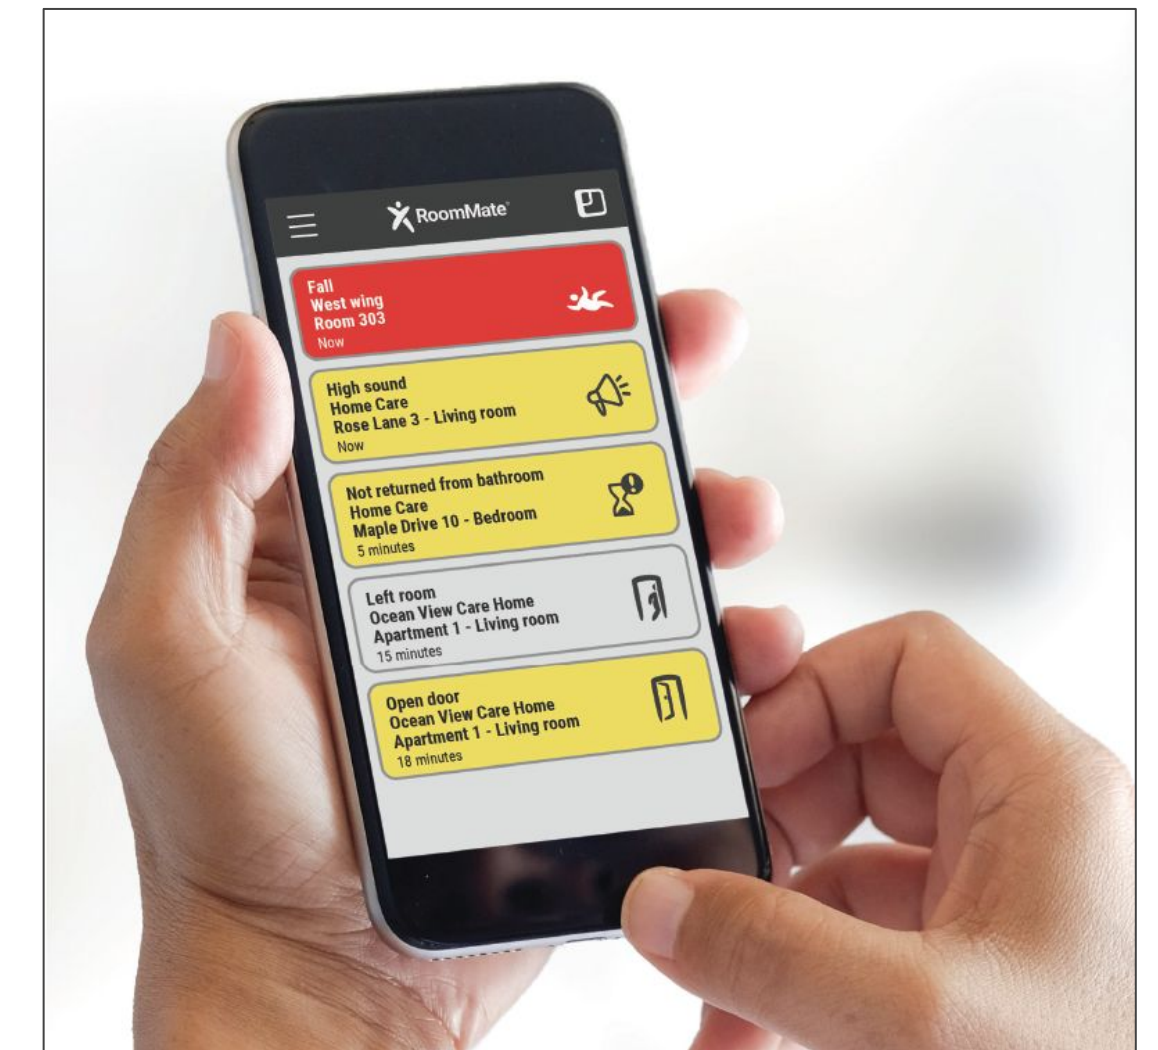 RoomMate®
Fall
West wing
Room 303
Now
High sound
Home Care
Rose Lane 3 - Living room
Now
Not returned from bathroom
Home Care
Maple Drive 10 - Bedroom
5 minutes
Left room
Ocean View Care Home
Apartment 1 - Living room
15 minutes
Open door
Ocean View Care Home
Apartment 1 - Living room
18 minutes